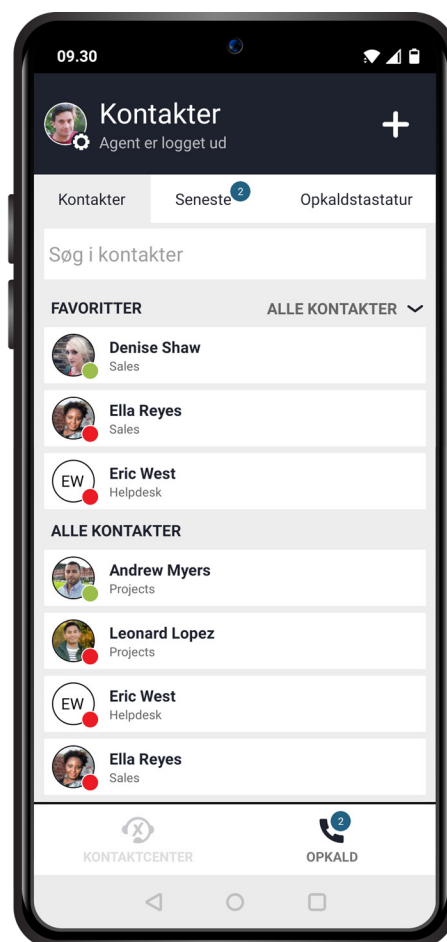 09.30
Kontakter
Agent er logget ud
Kontakter
Seneste 2
Opkaldstastatur
Søg i kontakter
FAVORITTER ALLE KONTAKTER
Denise Shaw
Sales
Ella Reyes
Sales
EW
Eric West
Helpdesk
ALLE KONTAKTER
Andrew Myers
Projects
Leonard Lopez
Projects
EW
Eric West
Helpdesk
Ella Reyes
Sales
X
2
KONTAKTCENTER OPKALD